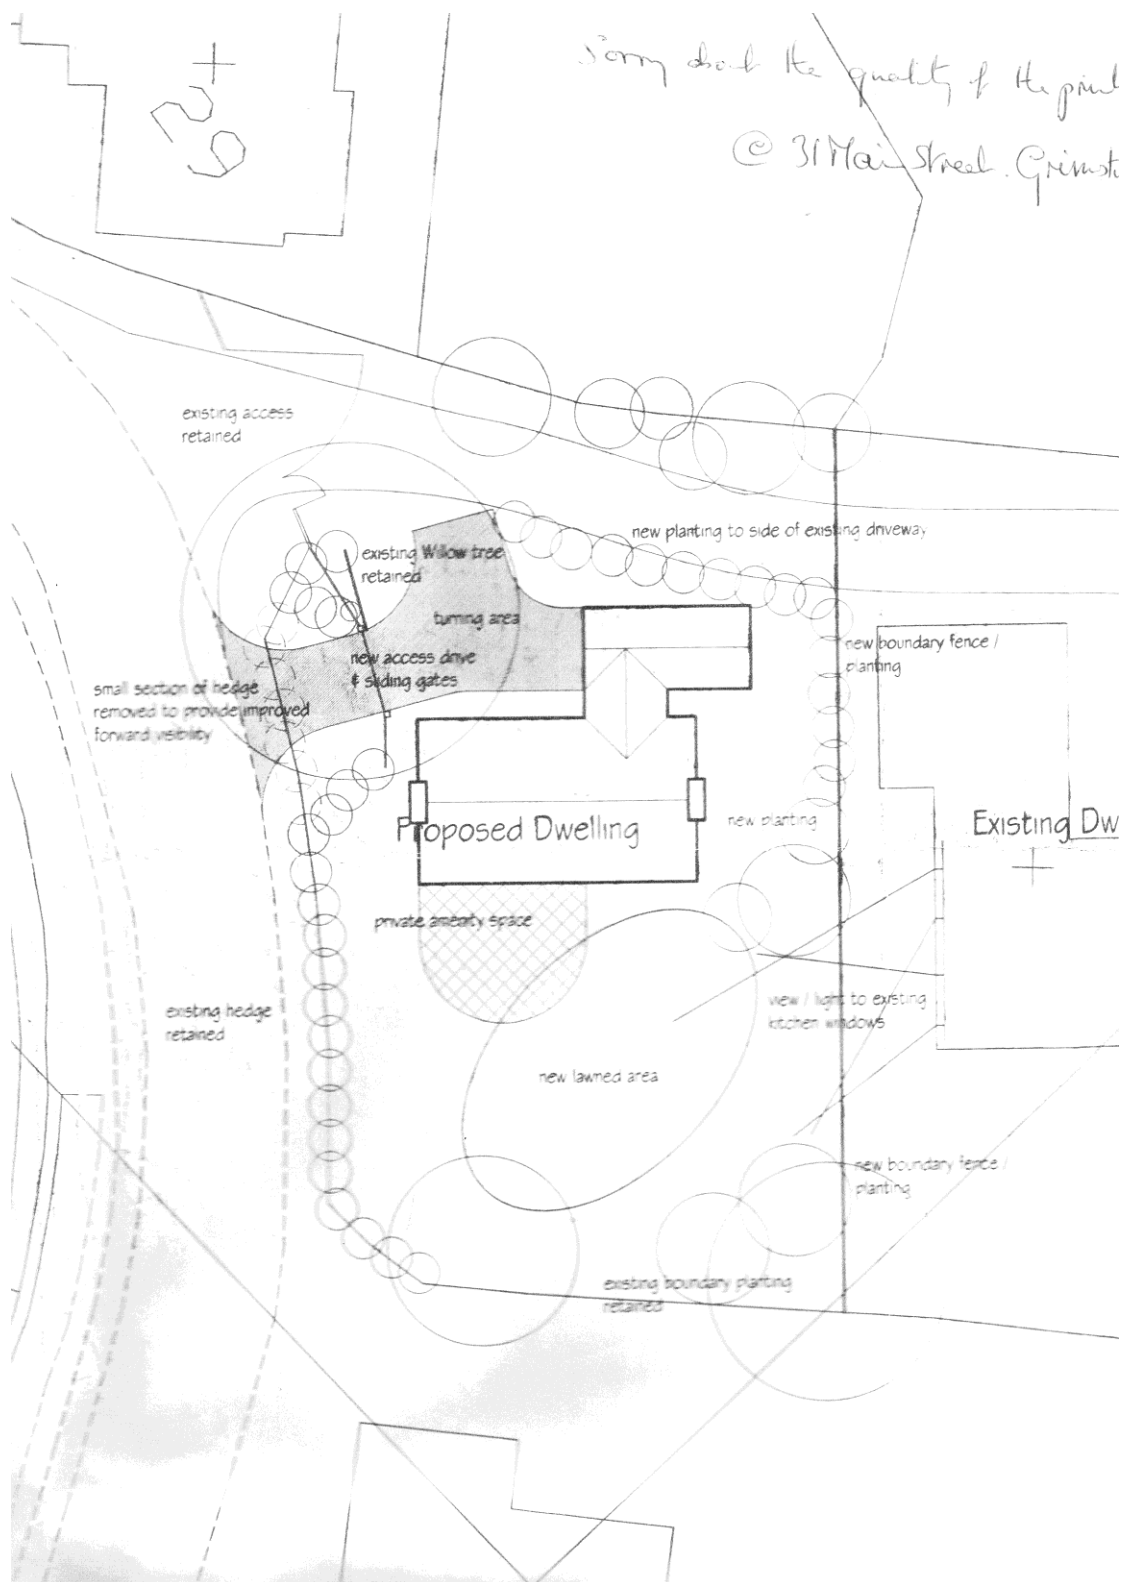 Sorry about the quality of the print
@ 31 Main Street. Grimst
29
existing access
retained
new planting to side of existing driveway
existing Willow tree
retained
turning area
new boundary fence /
planting
new access drive
& sliding gates
small section of hedge
removed to provide improved
forward visibility
Proposed Dwelling
new planting
Existing Dw
private amenity space
view / light to existing
kitchen windows
existing hedge
retained
new lawned area
new boundary fence /
planting
existing boundary planting
retained